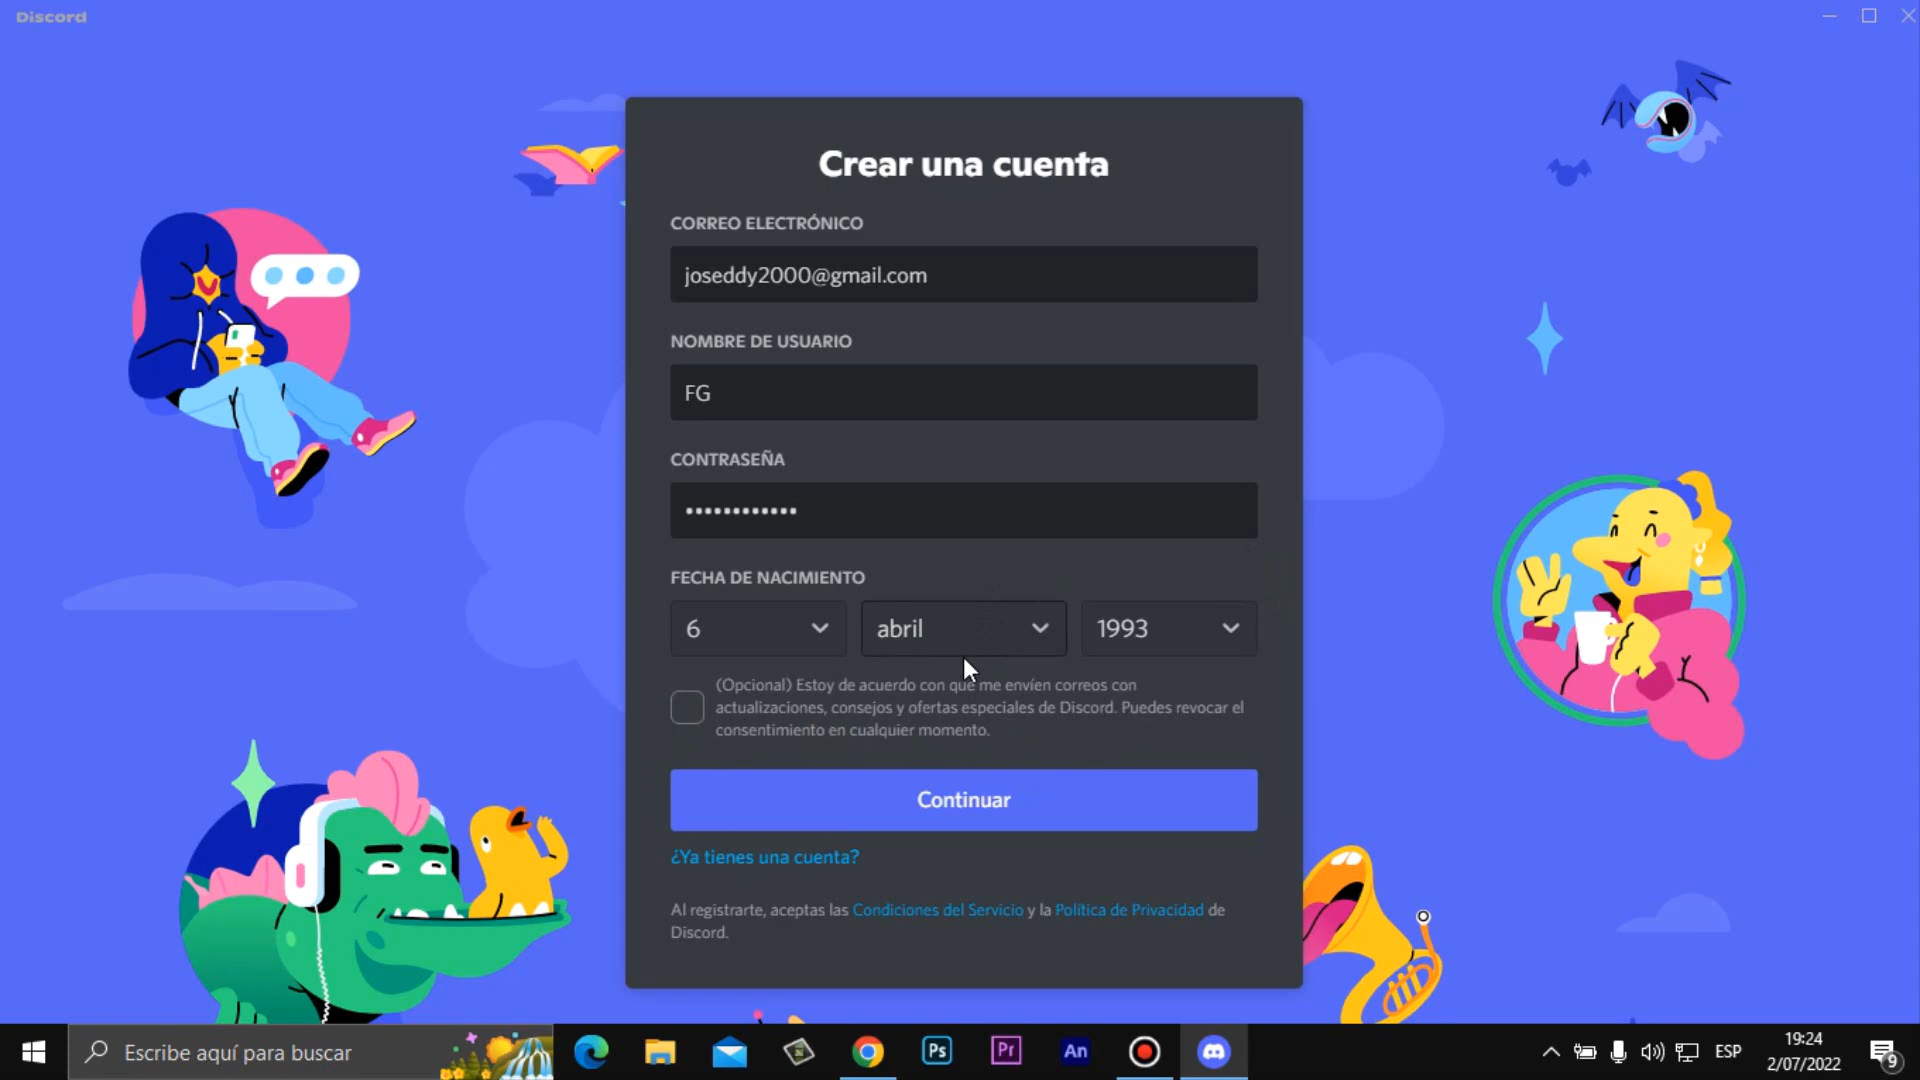 Discord
Crear una cuenta
CORREO ELECTRÓNICO
joseddy2000@gmail.com
NOMBRE DE USUARIO
FG
CONTRASEÑA
••••••••••••
FECHA DE NACIMIENTO
6 abril 1993
(Opcional) Estoy de acuerdo con que me envíen correos con
actualizaciones, consejos y ofertas especiales de Discord. Puedes revocar el
consentimiento en cualquier momento.
Continuar
¿Ya tienes una cuenta?
Al registrarte, aceptas las Condiciones del Servicio y la Política de Privacidad de
Discord.
Escribe aquí para buscar
Ps Pr An
ESP
19:24
2/07/2022
9